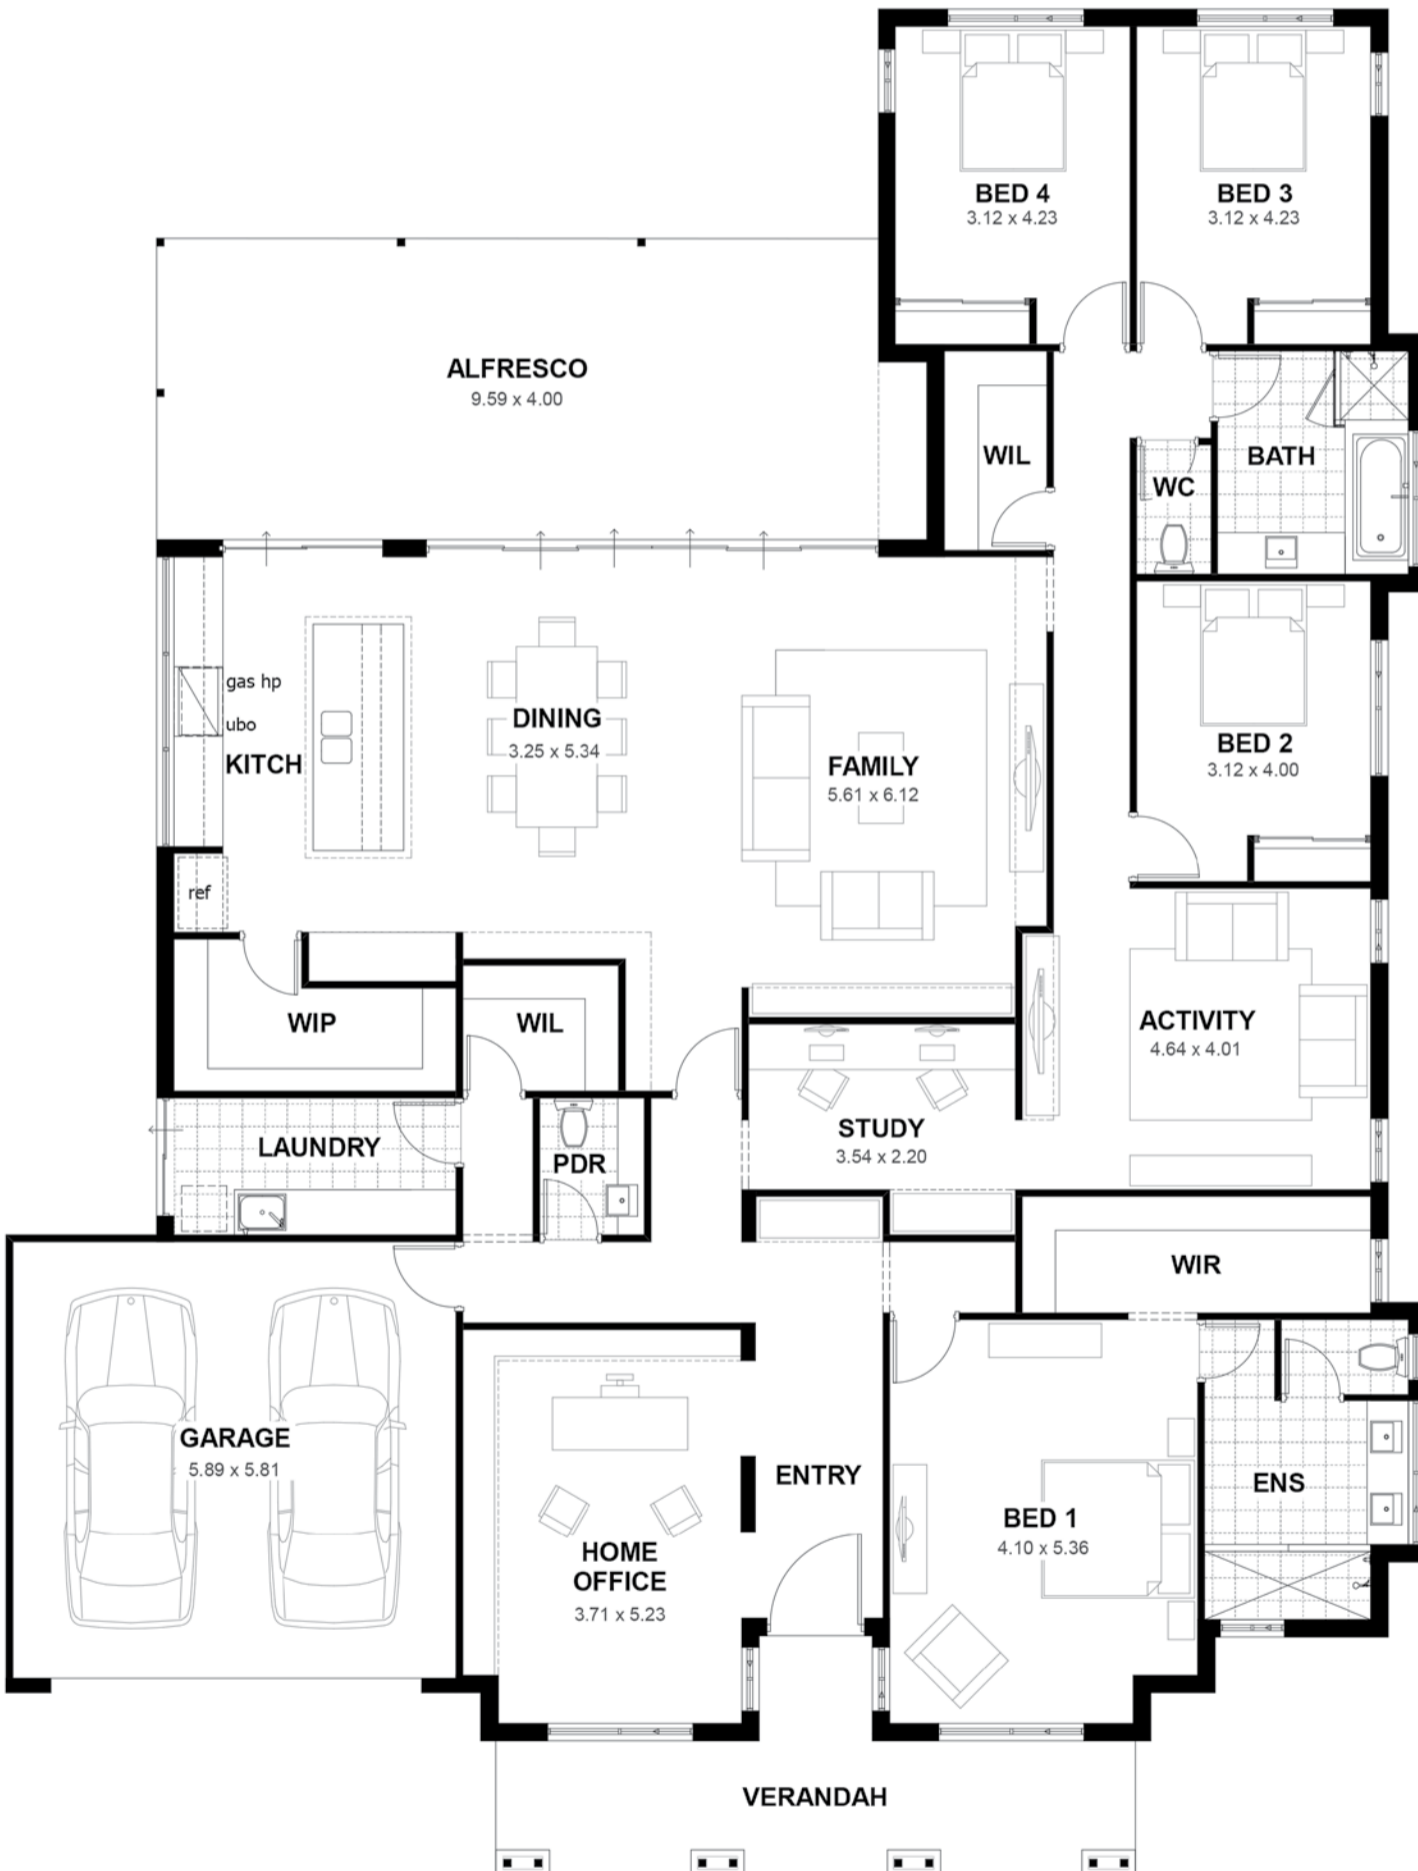 BED 4
3.12 x 4.23
BED 3
3.12 x 4.23
ALFRESCO
9.59 x 4.00
WIL
WC
BATH
gas hp
ubo
KITCH
DINING
3.25 x 5.34
FAMILY
5.61 x 6.12
BED 2
3.12 x 4.00
ref
WIP
WIL
ACTIVITY
4.64 x 4.01
LAUNDRY
PDR
STUDY
3.54 x 2.20
WIR
GARAGE
5.89 x 5.81
ENTRY
HOME
OFFICE
3.71 x 5.23
BED 1
4.10 x 5.36
ENS
VERANDAH